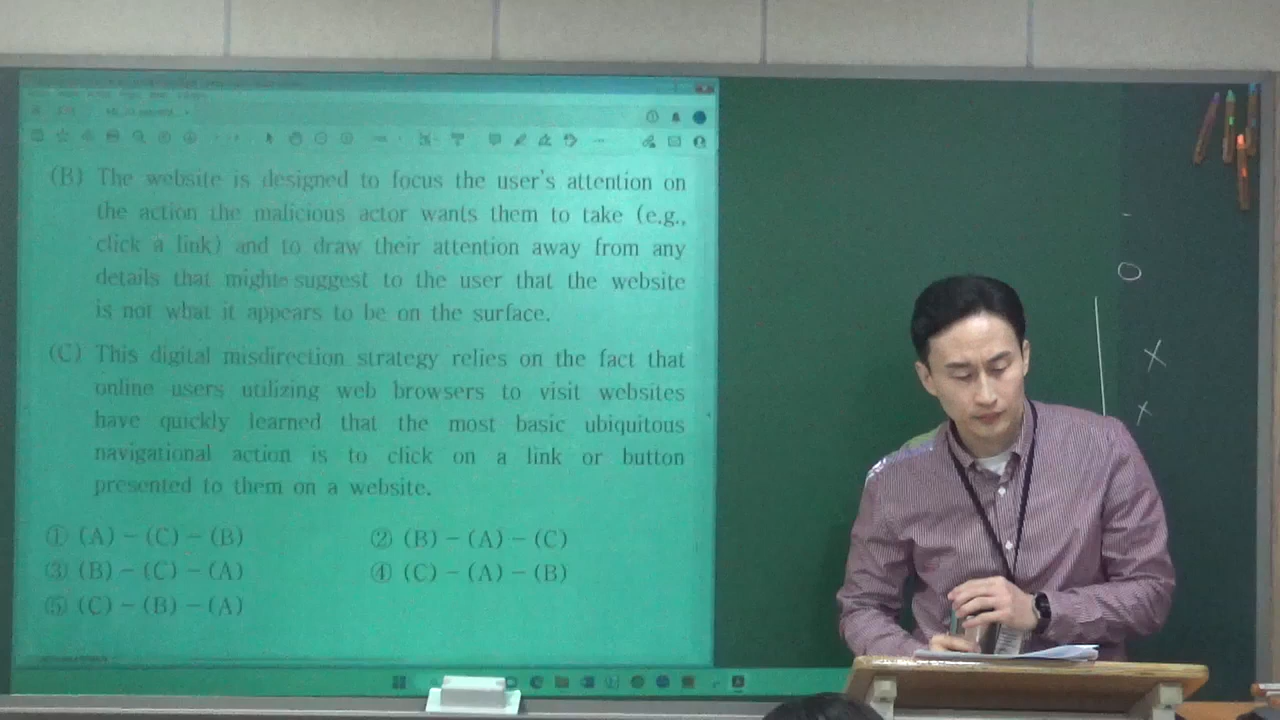 (B) The website is designed to focus the user's attention on
the action the malicious actor wants them to take (e.g.,
click a link) and to draw their attention away from any
details that might suggest to the user that the website
is not what it appears to be on the surface.
(C) This digital misdirection strategy relies on the fact that
online users utilizing web browsers to visit websites
have quickly learned that the most basic ubiquitous
navigational action is to click on a link or button
presented to them on a website.
① (A) - (C) - (B) ② (B) - (A) - (C)
③ (B) - (C) - (A) ④ (C) - (A) - (B)
⑤ (C) - (B) - (A)
O
X
X